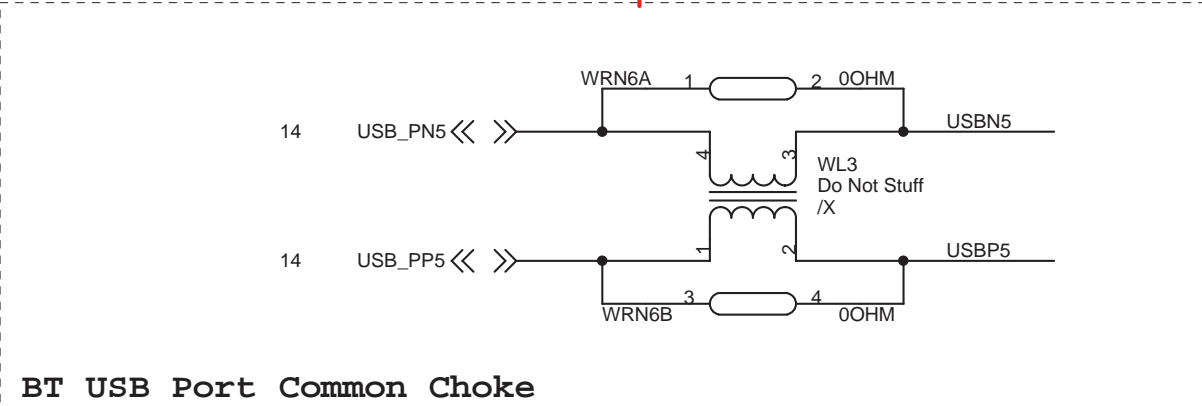 WRN6A 1 2 0OHM
14 USB_PN5 USBN5
4 3
WL3
Do Not Stuff
/X
1 2
14 USB_PP5 USBP5
3 4
WRN6B 0OHM
BT USB Port Common Choke